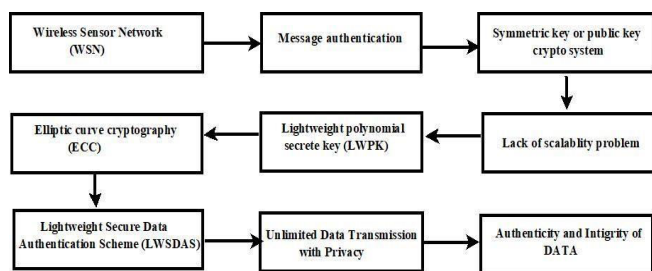 Wireless Sensor Network
(WSN)
Message authentication
Symmetric key or public key
crypto system
Elliptic curve cryptography
(ECC)
Lightweight polynomial
secrete key (LWPK)
Lack of scalablity problem
Lightweight Secure Data
Authentication Scheme (LWSDAS)
Unlimited Data Transmission
with Privacy
Authenticity and Intigrity of
DATA